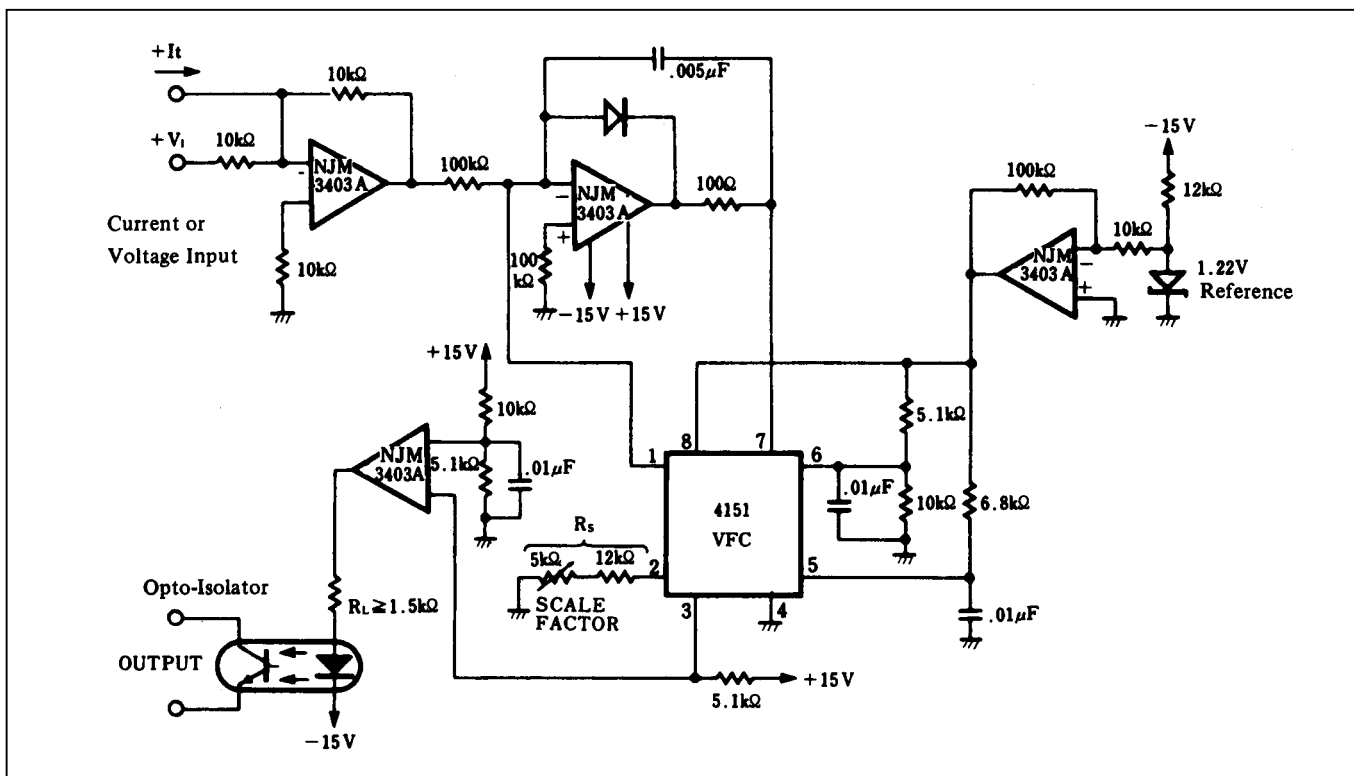 +It
10kΩ
.005μF
+V₁
10kΩ
NJM
3403A
-
+
10kΩ
Current or
Voltage Input
100kΩ
NJM
3403A
−
+
100
kΩ
−15V
+15V
100Ω
−15V
12kΩ
100kΩ
10kΩ
NJM
3403A
−
+
1.22V
Reference
+15V
10kΩ
NJM
3403A
5.1kΩ
.01μF
8
7
1
6
4151
VFC
2
5
3
4
5.1kΩ
.01μF
10kΩ
6.8kΩ
.01μF
Rs
5kΩ
12kΩ
SCALE
FACTOR
Opto-Isolator
RL≧1.5kΩ
OUTPUT
−15V
5.1kΩ
+15V